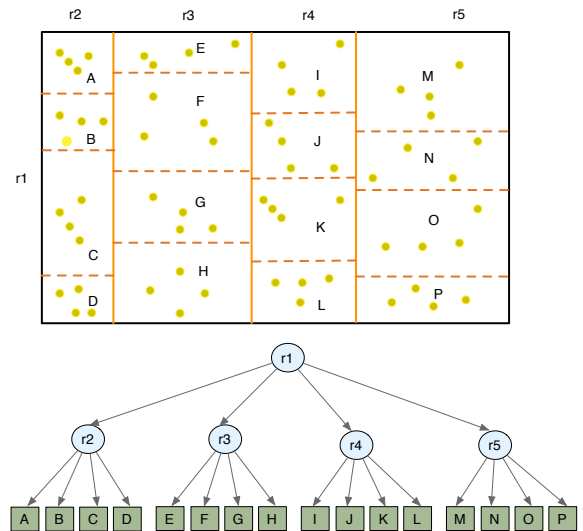 r2 r3 r4 r5
E
I
M
A
F
B
J
N
r1
G
K
O
C
H
D
L
P
r1
r2 r3 r4 r5
A B C D E F G H I J K L M N O P